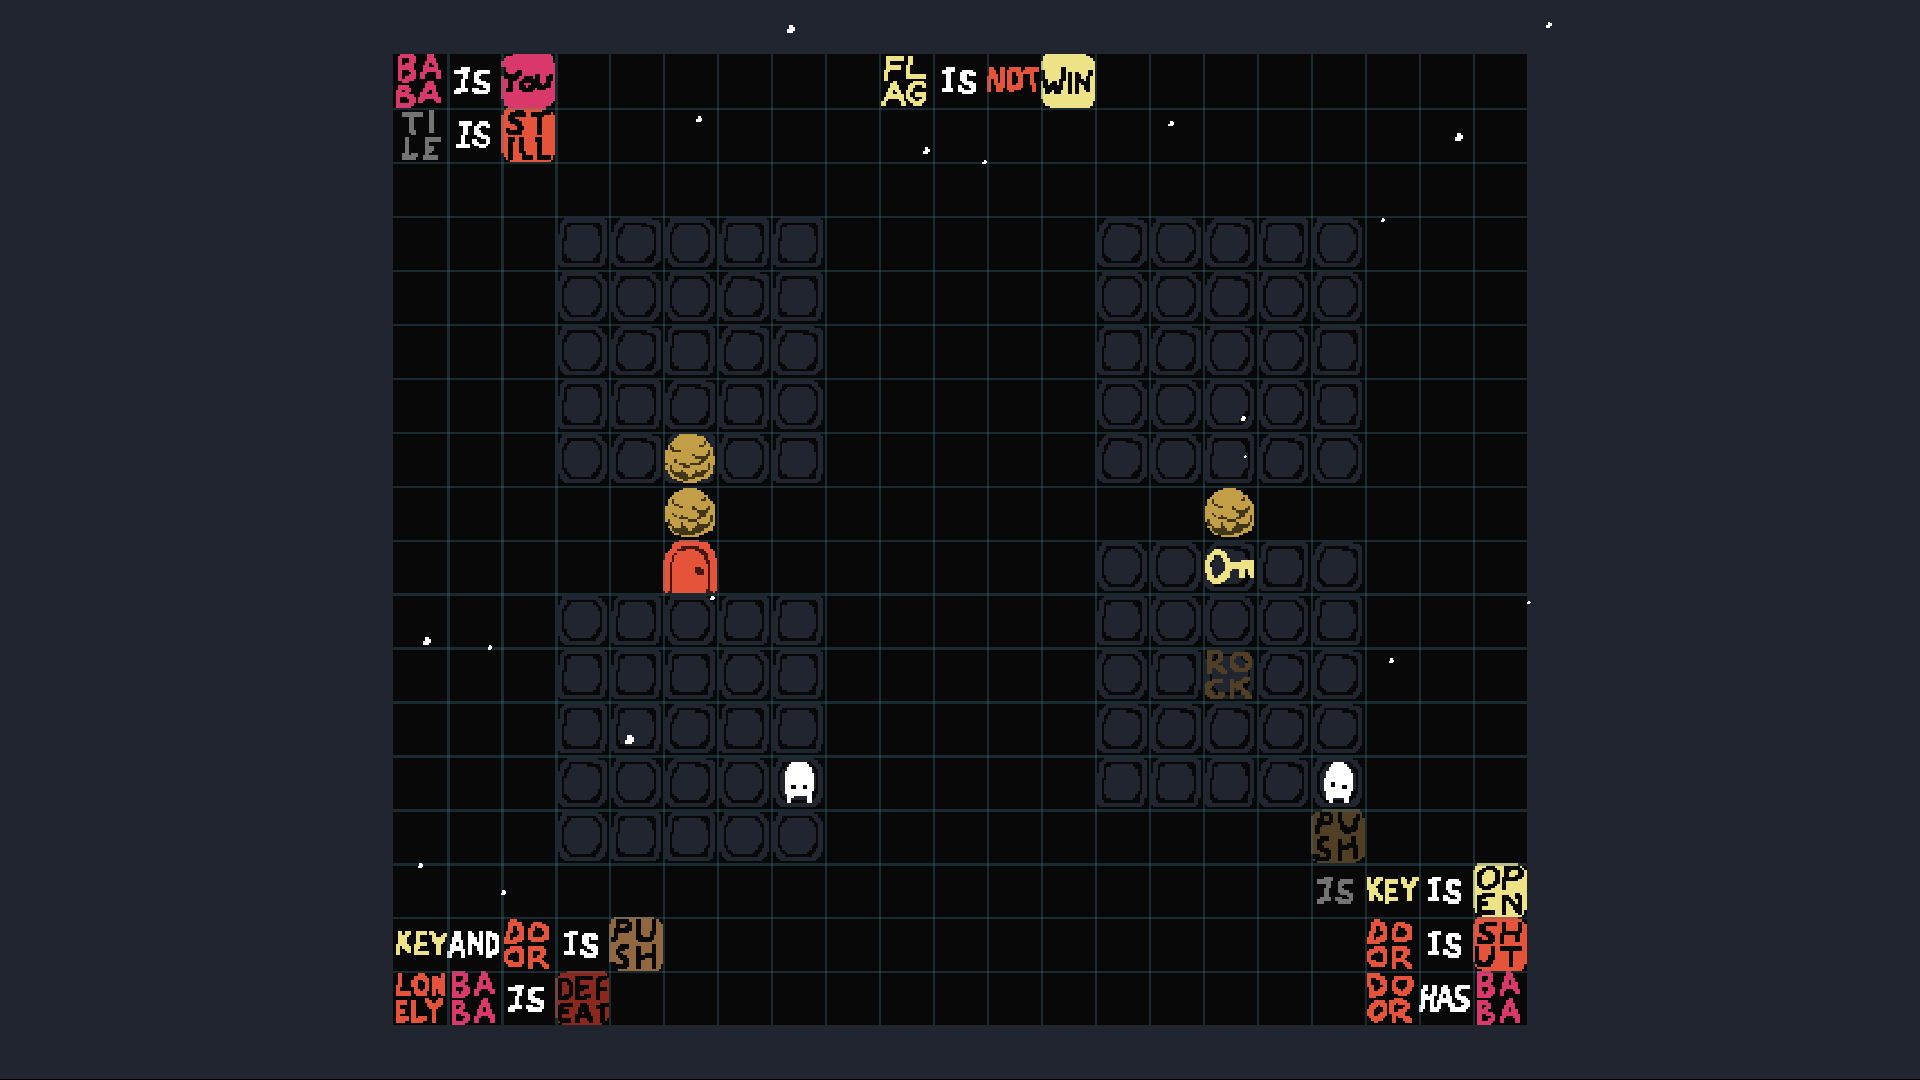 BABA IS YOU FLAG IS NOT WIN
TILE IS STILL
ROCK
PUSH
IS KEY IS OPEN
KEY AND DOOR IS PUSH DOOR IS SHUT
LONELY BABA IS DEFEAT DOOR HAS BABA